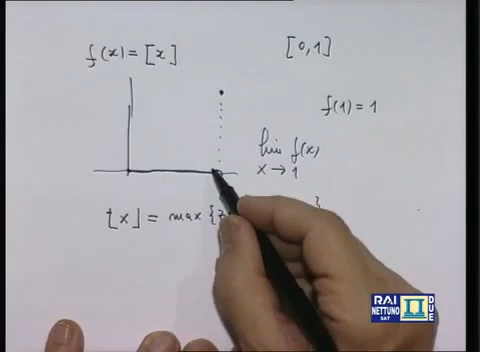 f(x) = [x]
[0,1]
f(1) = 1
lim f(x)
x → 1
[x] = max {z
}
RAI
NETTUNO
SAT
DUE